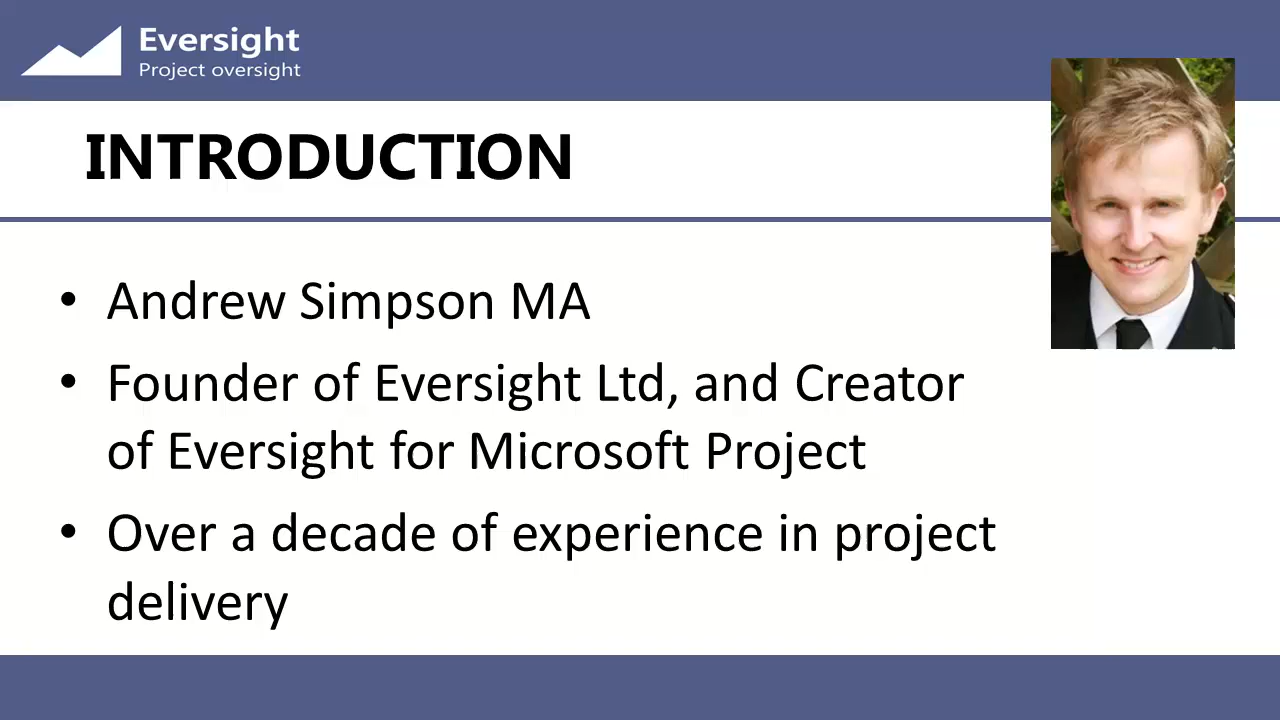 Eversight
Project oversight
INTRODUCTION
• Andrew Simpson MA
• Founder of Eversight Ltd, and Creator
of Eversight for Microsoft Project
• Over a decade of experience in project
delivery